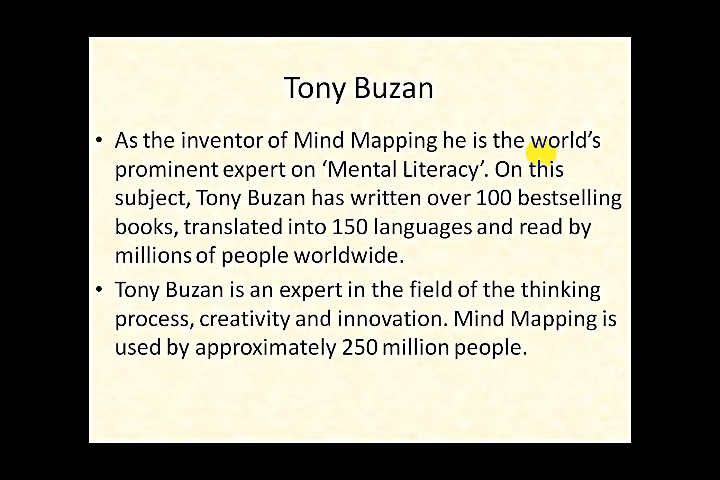 Tony Buzan
• As the inventor of Mind Mapping he is the world’s
prominent expert on ‘Mental Literacy’. On this
subject, Tony Buzan has written over 100 bestselling
books, translated into 150 languages and read by
millions of people worldwide.
• Tony Buzan is an expert in the field of the thinking
process, creativity and innovation. Mind Mapping is
used by approximately 250 million people.